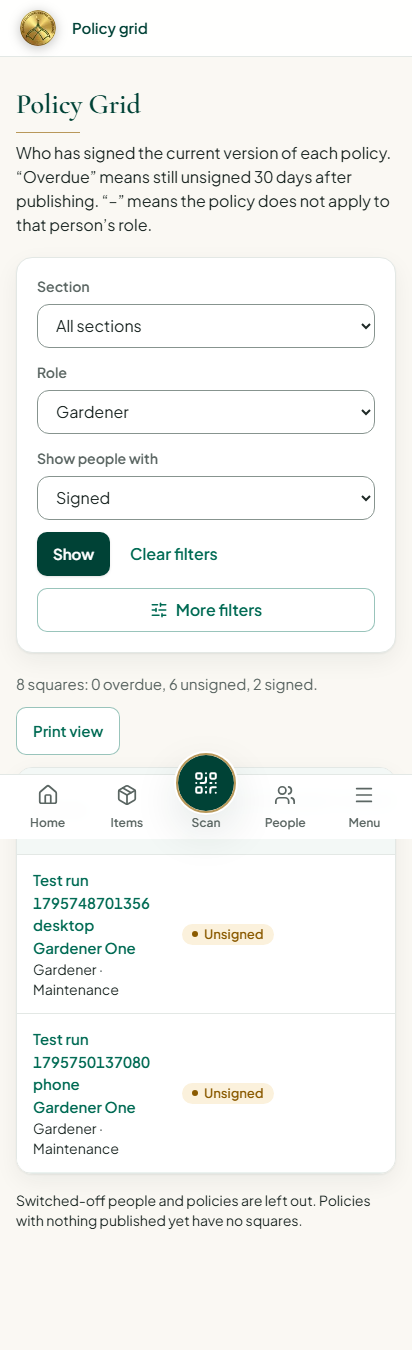 Policy grid
Policy Grid
Who has signed the current version of each policy.
“Overdue” means still unsigned 30 days after
publishing. “–” means the policy does not apply to
that person’s role.
Section
All sections
Role
Gardener
Show people with
Signed
Show
Clear filters
More filters
8 squares: 0 overdue, 6 unsigned, 2 signed.
Print view
Home
Items
Scan
People
Menu
Test run
1795748701356
desktop
Gardener One
Gardener ·
Maintenance
Unsigned
Test run
1795750137080
phone
Gardener One
Gardener ·
Maintenance
Unsigned
Switched-off people and policies are left out. Policies
with nothing published yet have no squares.